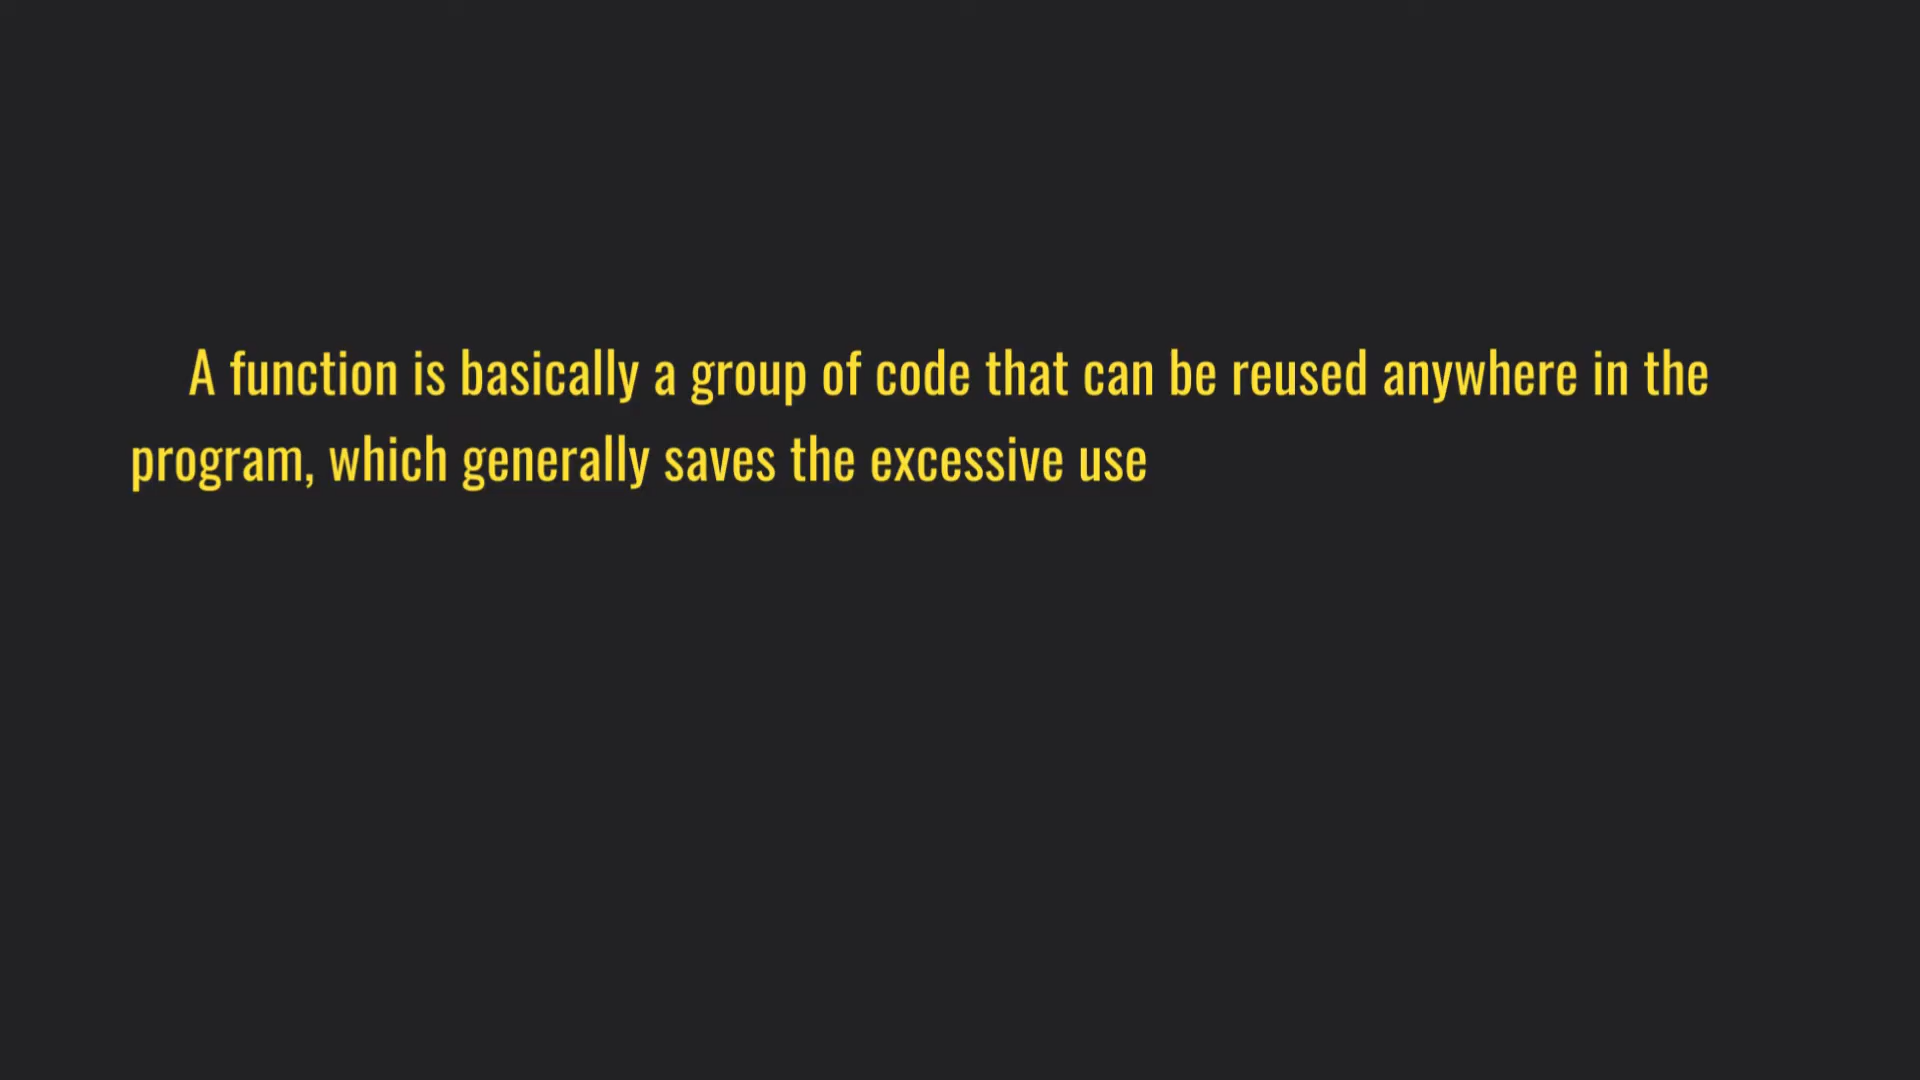 A function is basically a group of code that can be reused anywhere in the
program, which generally saves the excessive use